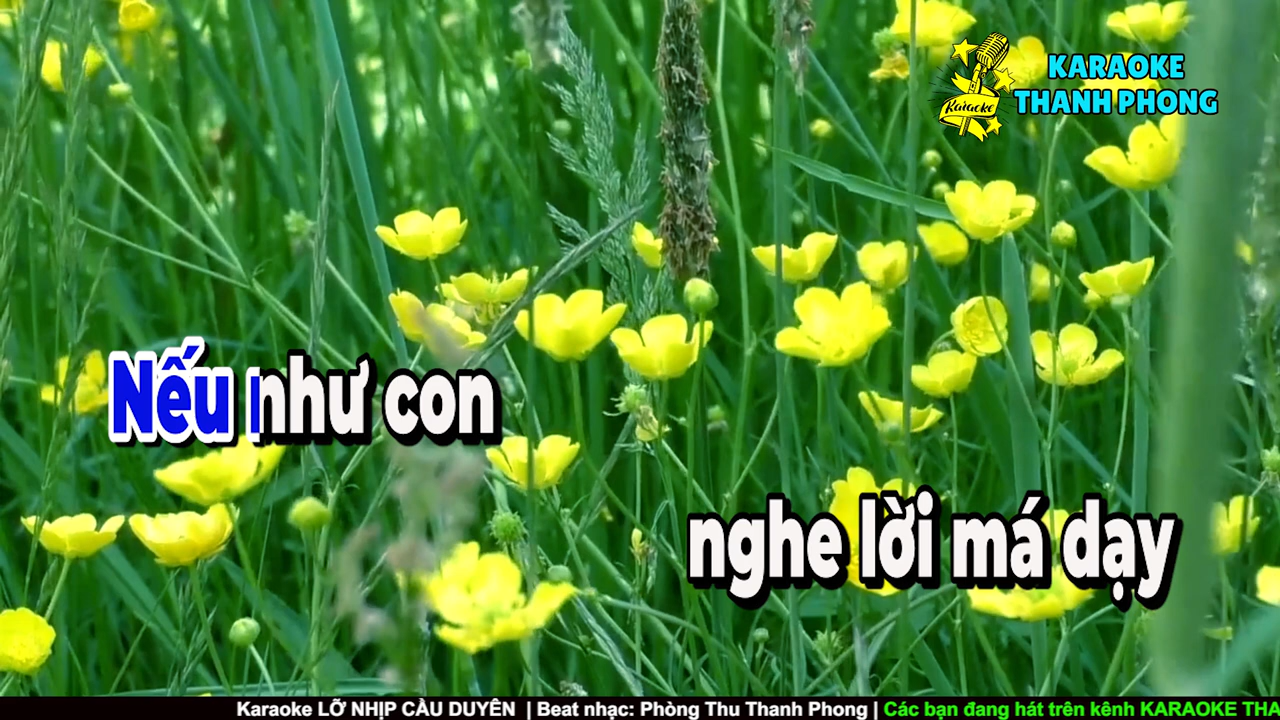 KARAOKE
THANH PHONG
Karaoke
Nếu như con
nghe lời má dạy
Karaoke LỠ NHỊP CẦU DUYÊN | Beat nhạc: Phòng Thu Thanh Phong | Các bạn đang hát trên kênh KARAOKE THA